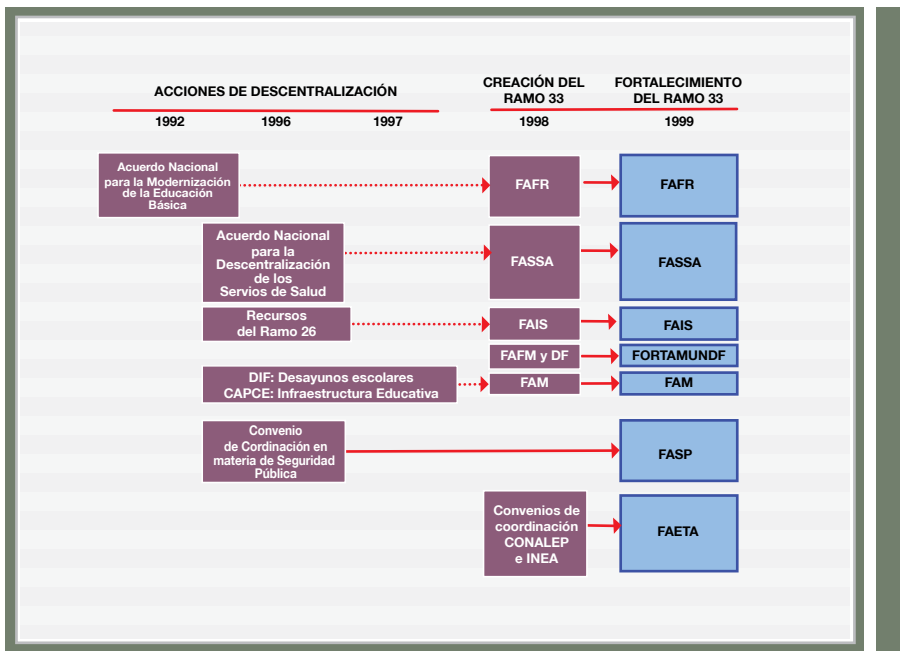 ACCIONES DE DESCENTRALIZACIÓN
CREACIÓN DEL
RAMO 33
FORTALECIMIENTO
DEL RAMO 33
1992
1996
1997
1998
1999
Acuerdo Nacional
para la Modernización
de la Educación
Básica
FAFR
FAFR
Acuerdo Nacional
para la
Descentralización
de los
Servios de Salud
FASSA
FASSA
Recursos
del Ramo 26
FAIS
FAIS
FAFM y DF
FORTAMUNDF
DIF: Desayunos escolares
CAPCE: Infraestructura Educativa
FAM
FAM
Convenio
de Cordinación en
materia de Seguridad
Pública
FASP
Convenios de
coordinación
CONALEP
e INEA
FAETA